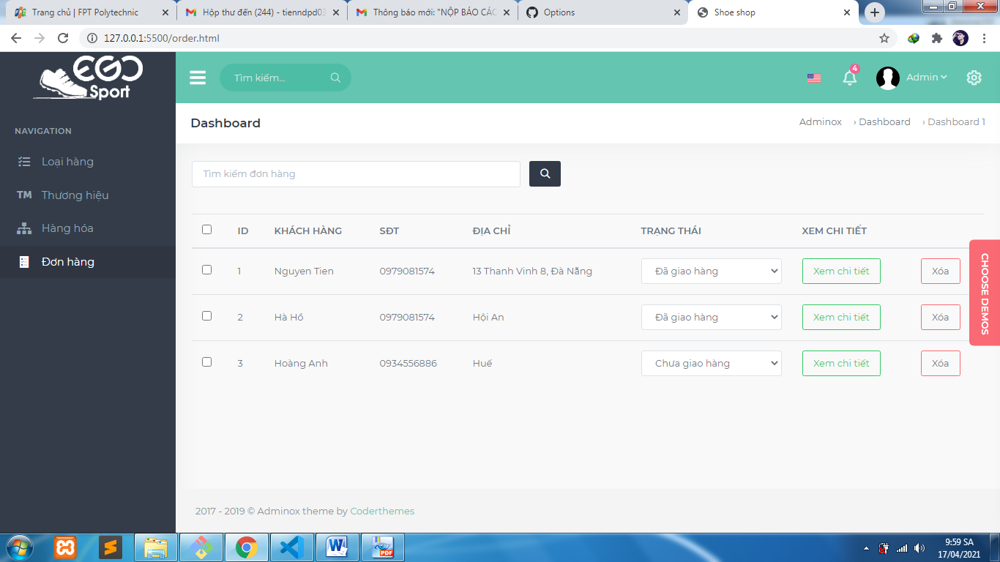 Trang chủ | FPT Polytechnic
Hộp thư đến (244) - tienndpd03
Thông báo mới: "NỘP BÁO CÁO
Options
Shoe shop
127.0.0.1:5500/order.html
EGO
Sport
Tìm kiếm...
4
Admin
NAVIGATION
Loại hàng
TM Thương hiệu
Hàng hóa
Đơn hàng
Dashboard
Adminox › Dashboard › Dashboard 1
Tìm kiếm đơn hàng
ID KHÁCH HÀNG SĐT ĐỊA CHỈ TRẠNG THÁI XEM CHI TIẾT
1 Nguyen Tien 0979081574 13 Thanh Vinh 8, Đà Nẵng Đã giao hàng Xem chi tiết Xóa
2 Hà Hồ 0979081574 Hội An Đã giao hàng Xem chi tiết Xóa
3 Hoàng Anh 0934556886 Huế Chưa giao hàng Xem chi tiết Xóa
CHOOSE DEMOS
2017 - 2019 © Adminox theme by Coderthemes
PDF
9:59 SA
17/04/2021